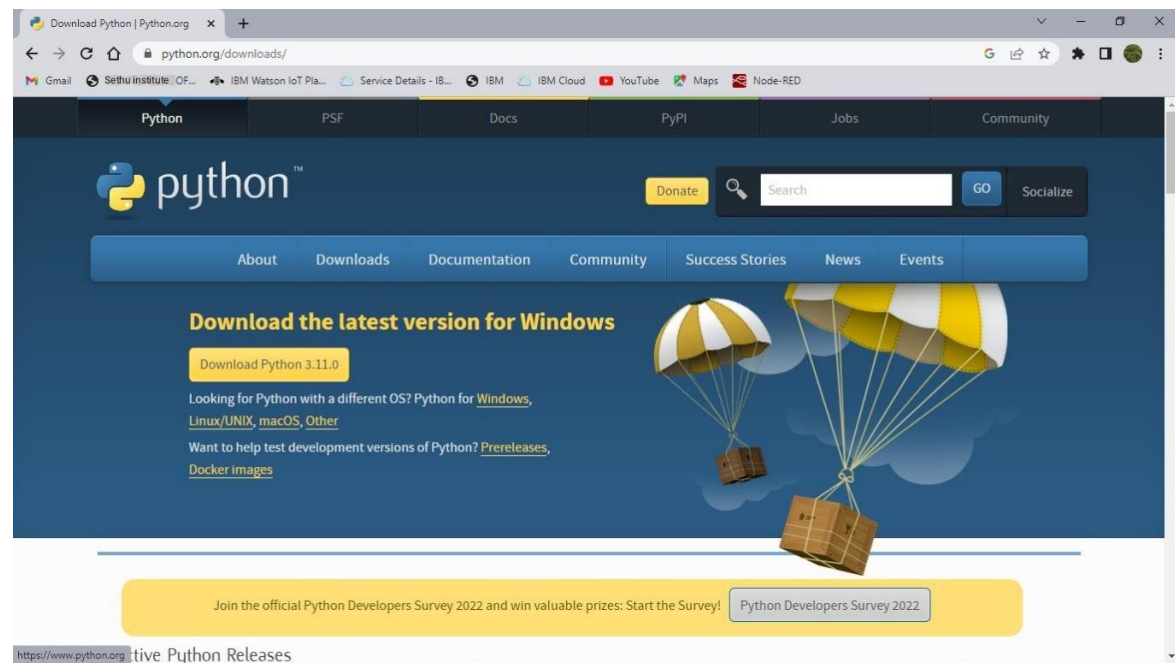 Download Python | Python.org
python.org/downloads/
Gmail Sethu institute OF... IBM Watson IoT Pla... Service Details - IB... IBM IBM Cloud YouTube Maps Node-RED
Python PSF Docs PyPI Jobs Community
python™
Donate Search GO Socialize
About Downloads Documentation Community Success Stories News Events
Download the latest version for Windows
Download Python 3.11.0
Looking for Python with a different OS? Python for Windows,
Linux/UNIX, macOS, Other
Want to help test development versions of Python? Prereleases,
Docker images
Join the official Python Developers Survey 2022 and win valuable prizes: Start the Survey! Python Developers Survey 2022
https://www.python.org tive Python Releases